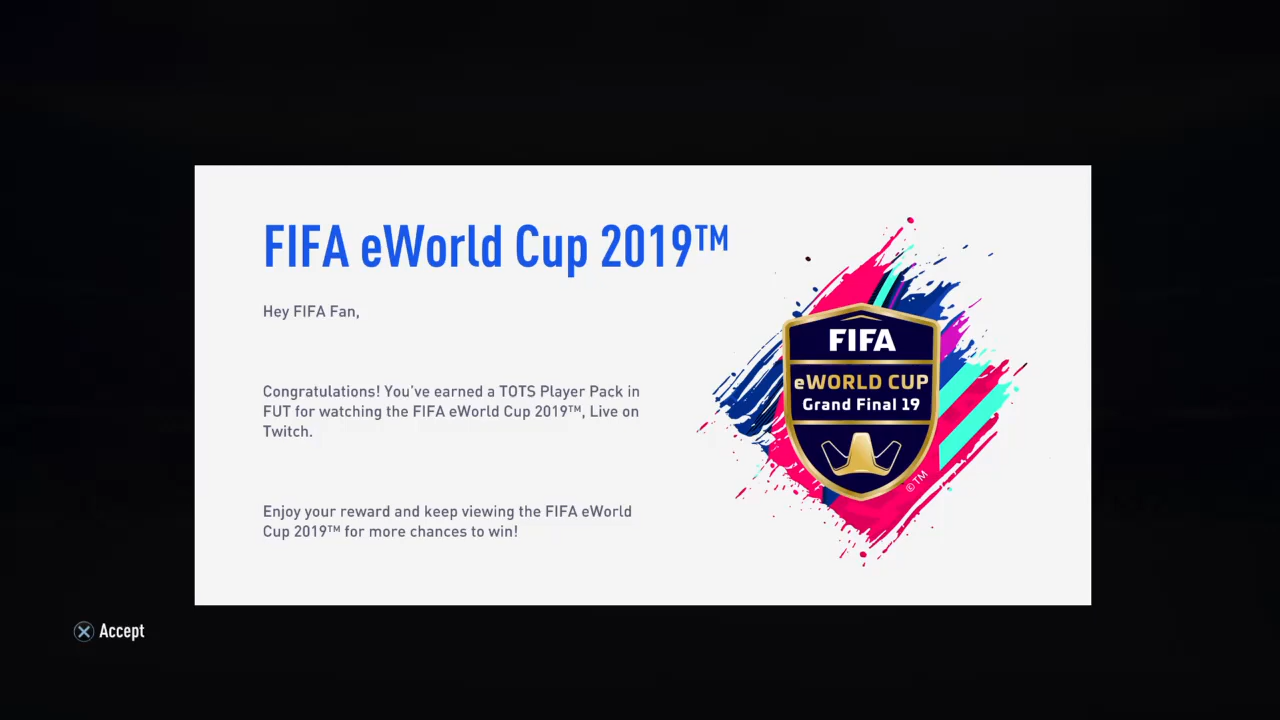 FIFA eWorld Cup 2019™
Hey FIFA Fan,
Congratulations! You've earned a TOTS Player Pack in
FUT for watching the FIFA eWorld Cup 2019™, Live on
Twitch.
Enjoy your reward and keep viewing the FIFA eWorld
Cup 2019™ for more chances to win!
FIFA
eWORLD CUP
Grand Final 19
©™
Accept